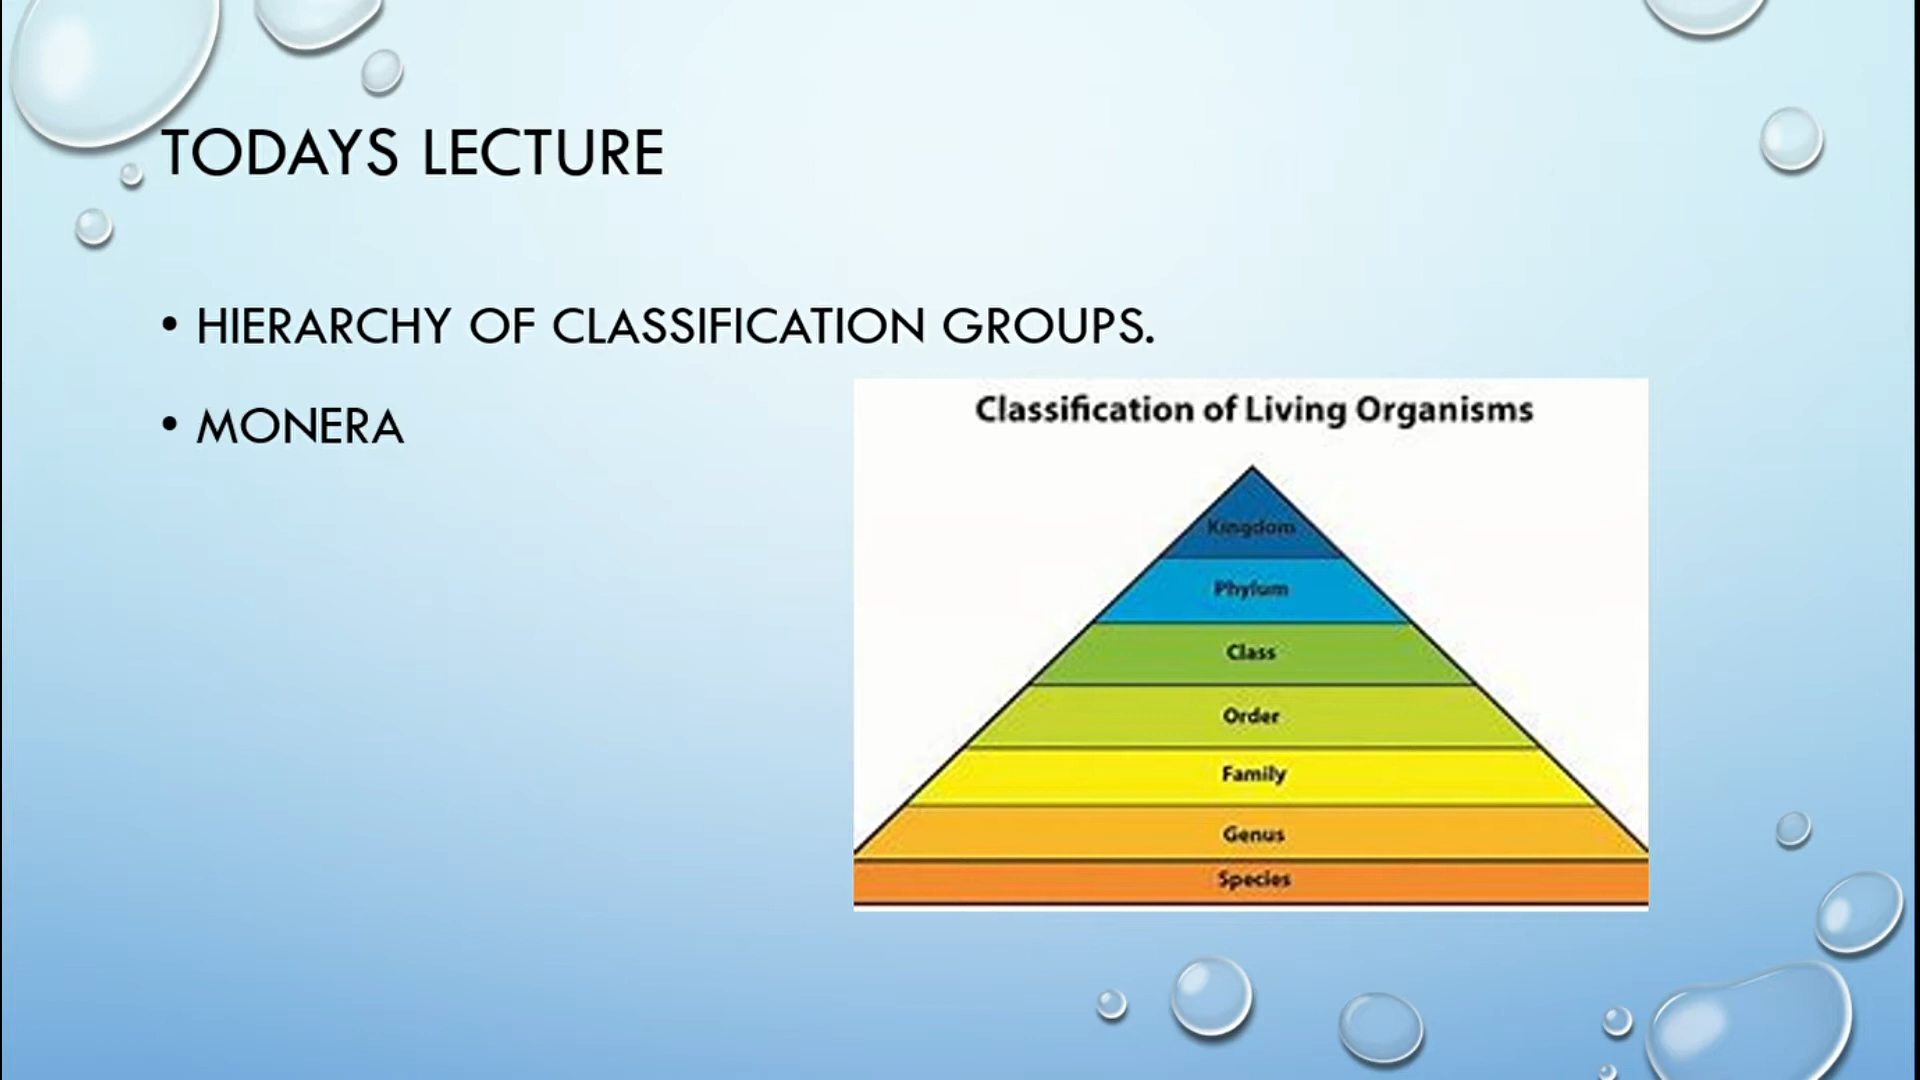 TODAYS LECTURE
• HIERARCHY OF CLASSIFICATION GROUPS.
• MONERA
Classification of Living Organisms
Kingdom
Phylum
Class
Order
Family
Genus
Species